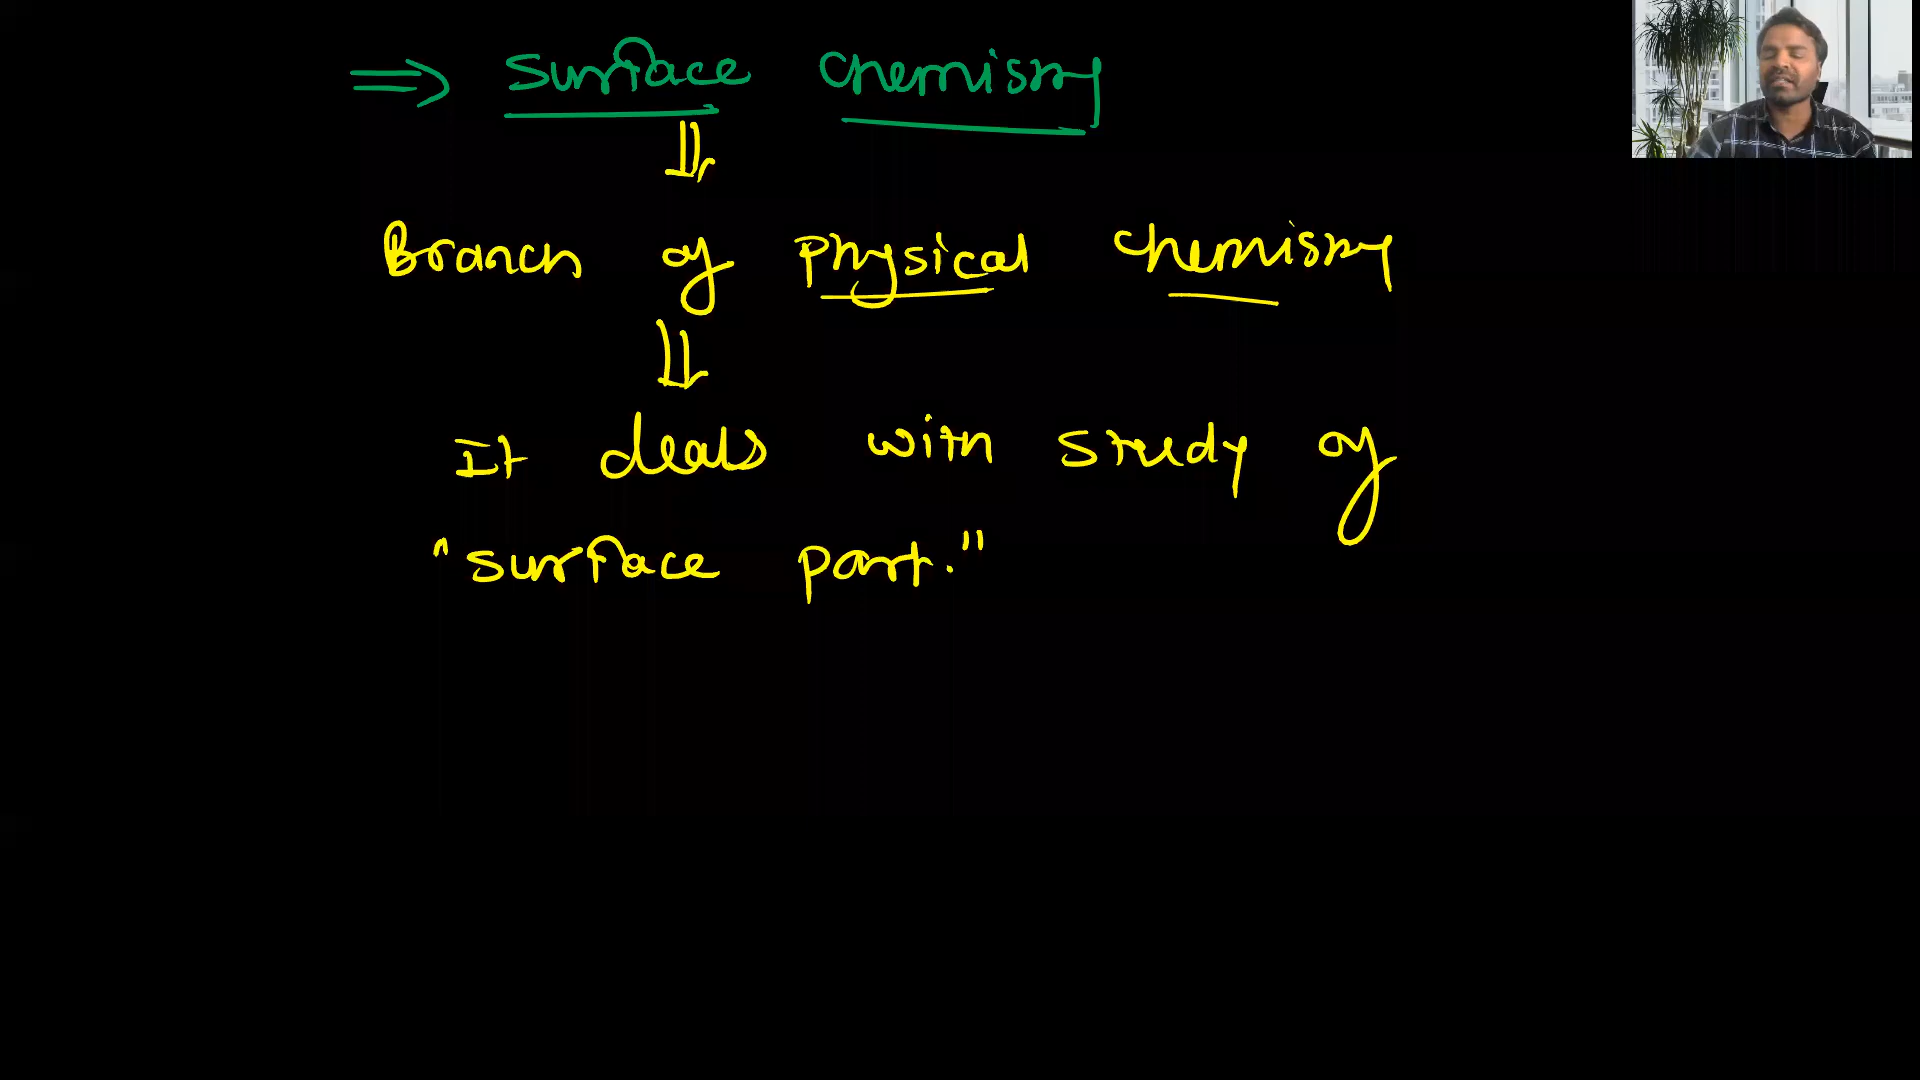 ⇒ Surface chemistry
Branch of physical chemistry
It deals with study of
"surface part."